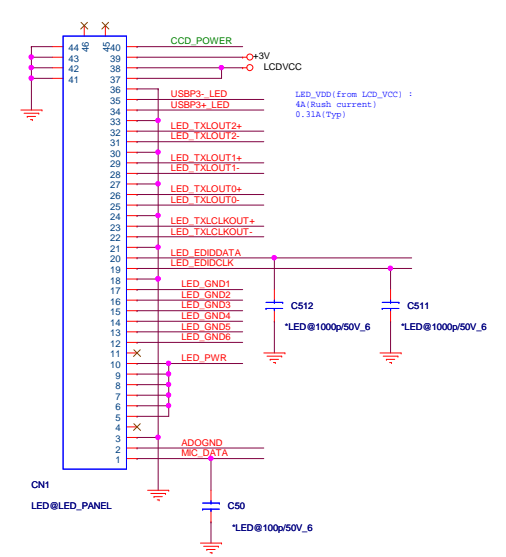 46
45
44
43
42
41
40 CCD_POWER
39 +3V
38 LCDVCC
37
36
35 USBP3-_LED
34 USBP3+_LED
33
32 LED_TXLOUT2+
31 LED_TXLOUT2-
30
29 LED_TXLOUT1+
28 LED_TXLOUT1-
27
26 LED_TXLOUT0+
25 LED_TXLOUT0-
24
23 LED_TXLCLKOUT+
22 LED_TXLCLKOUT-
21
20 LED_EDIDDATA
19 LED_EDIDCLK
18
17 LED_GND1
16 LED_GND2
15 LED_GND3
14 LED_GND4
13 LED_GND5
12 LED_GND6
11
10 LED_PWR
9
8
7
6
5
4
3
2 ADOGND
1 MIC_DATA
LED_VDD(from LCD_VCC) :
4A(Rush current)
0.31A(Typ)
C512
*LED@1000p/50V_6
C511
*LED@1000p/50V_6
CN1
LED@LED_PANEL
C50
*LED@100p/50V_6